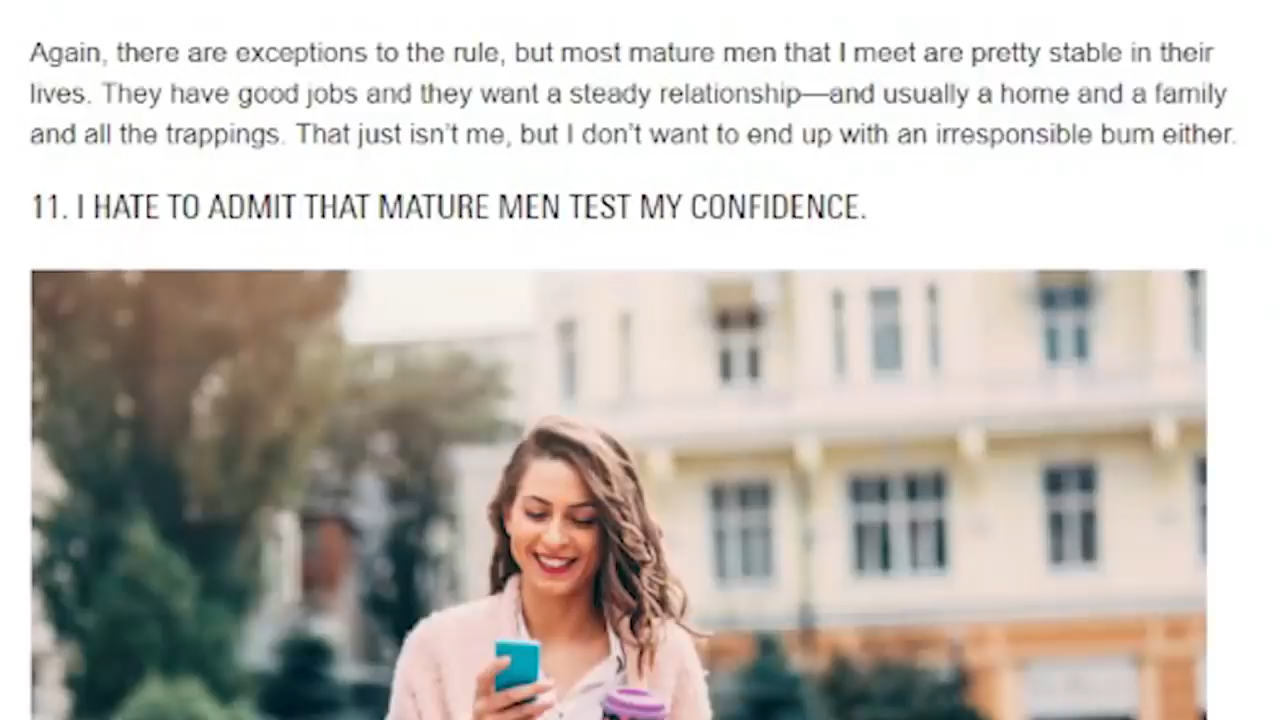 Again, there are exceptions to the rule, but most mature men that I meet are pretty stable in their
lives. They have good jobs and they want a steady relationship—and usually a home and a family
and all the trappings. That just isn't me, but I don't want to end up with an irresponsible bum either.
11. I HATE TO ADMIT THAT MATURE MEN TEST MY CONFIDENCE.